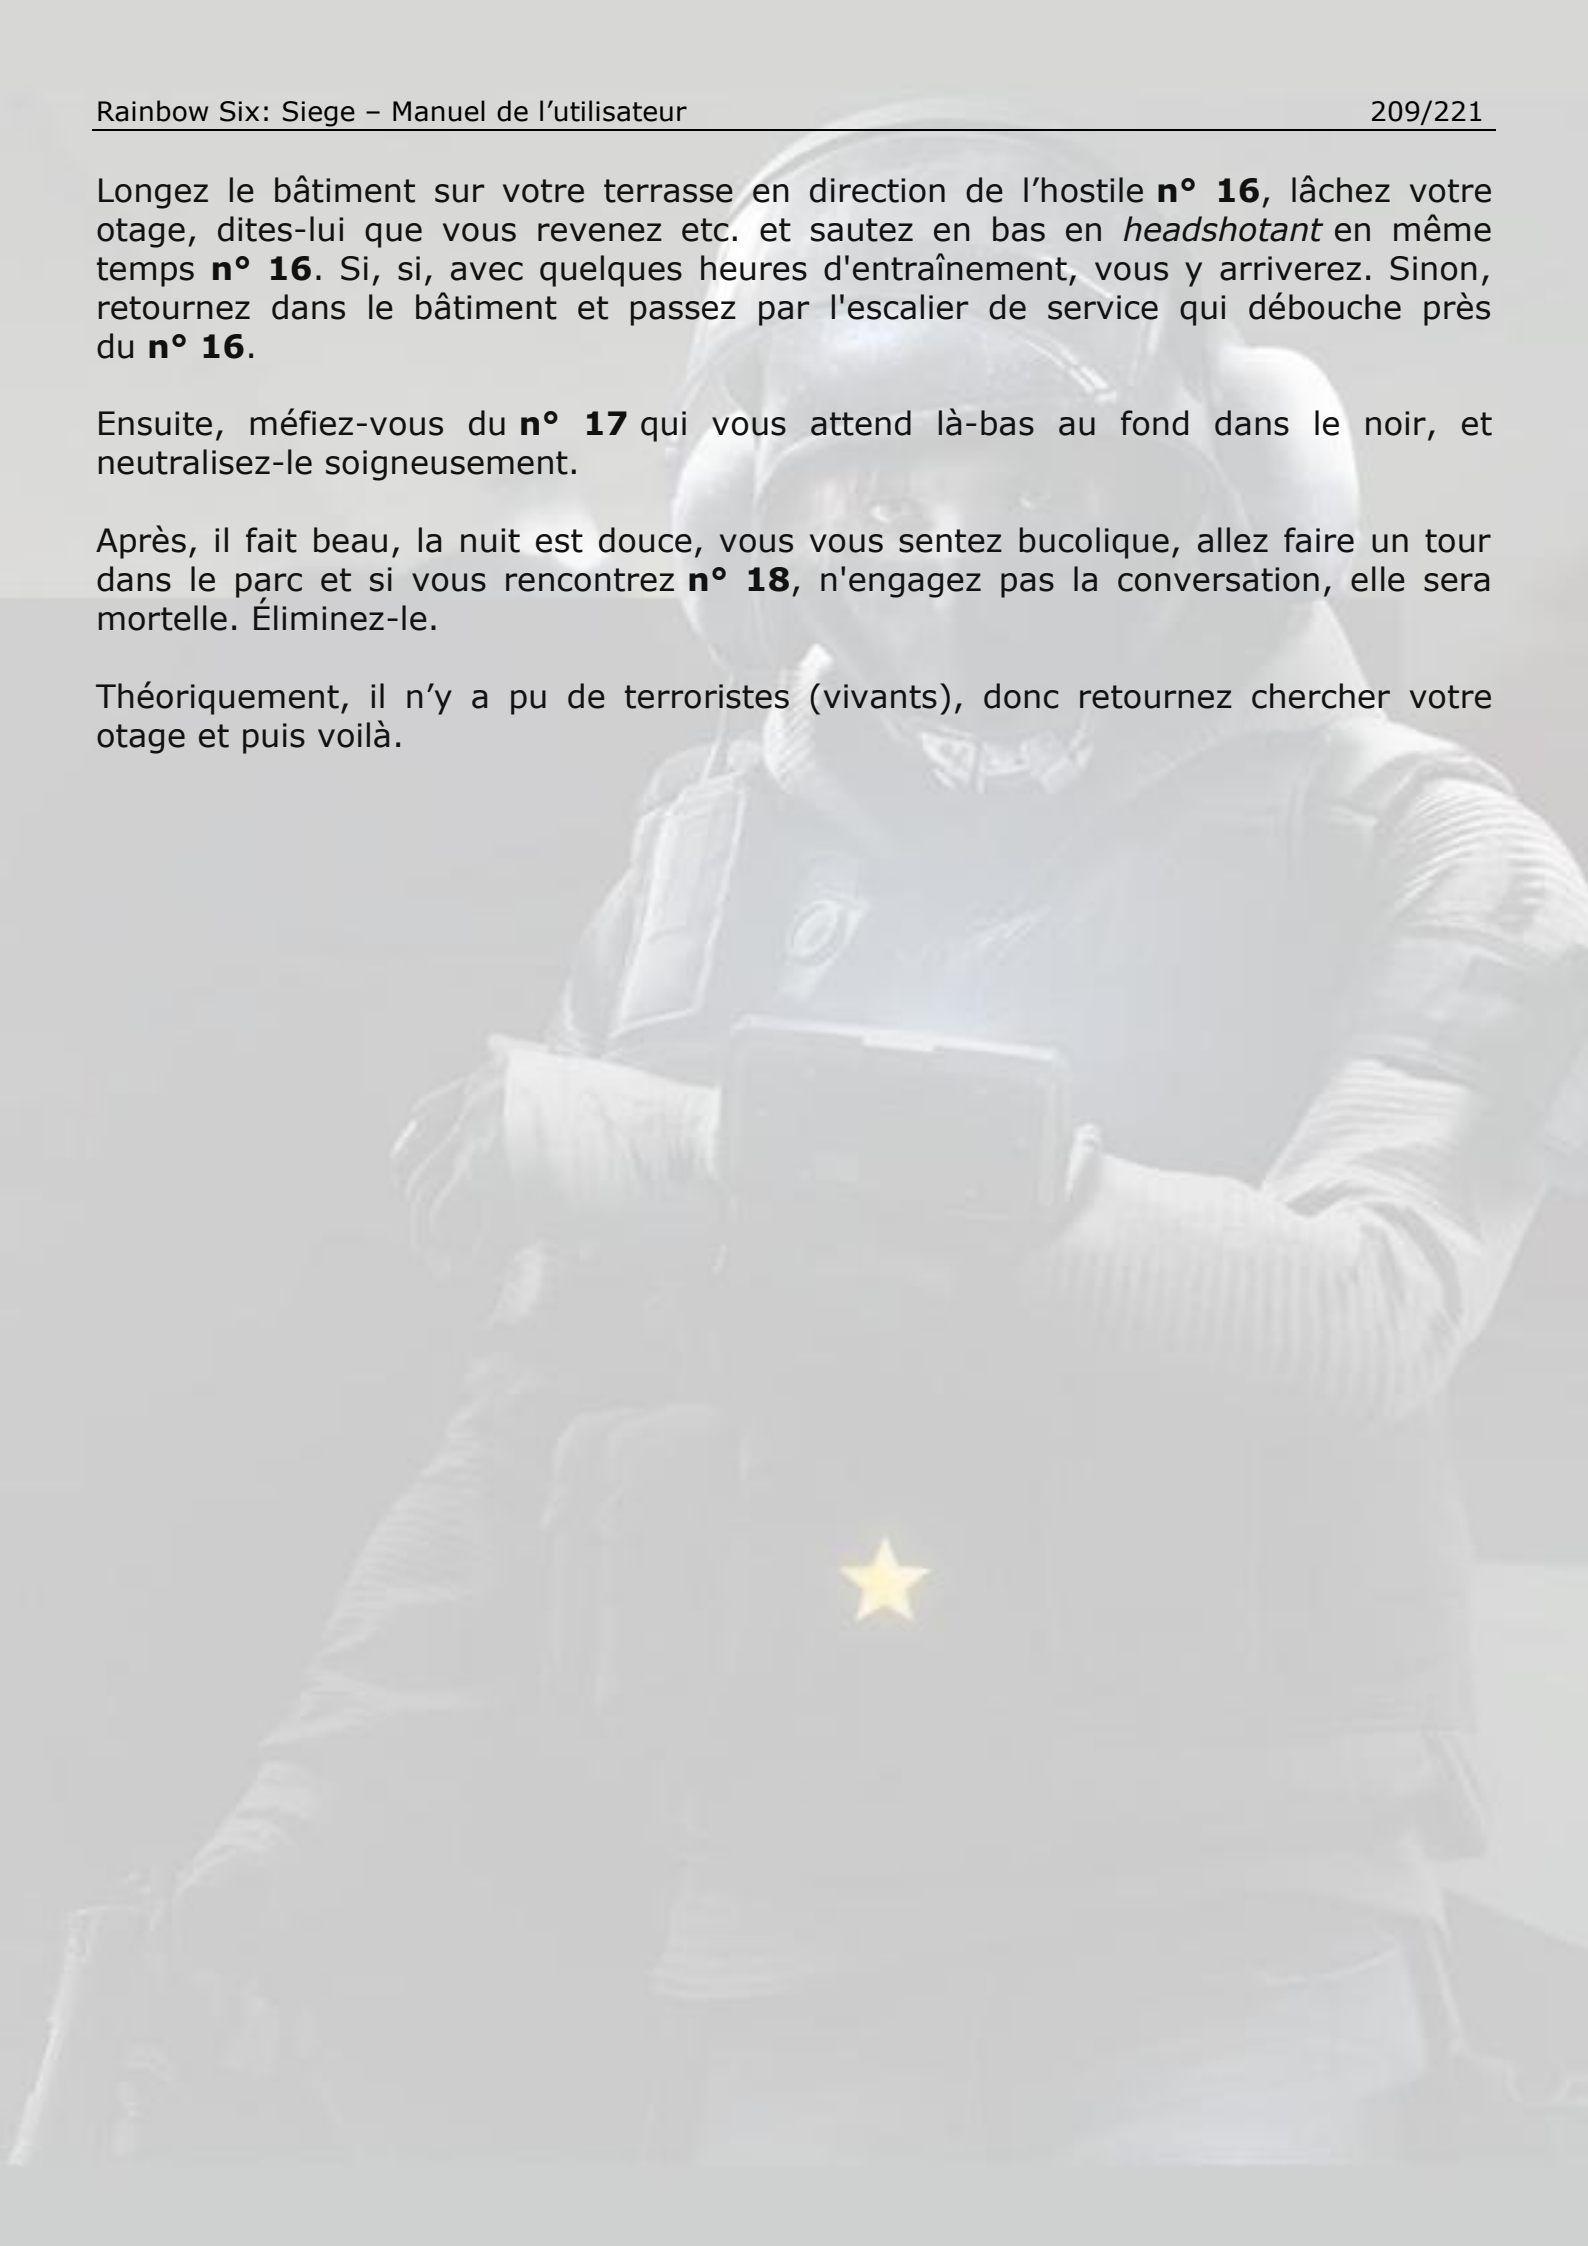 Rainbow Six: Siege – Manuel de l’utilisateur 209/221
Longez le bâtiment sur votre terrasse en direction de l’hostile n° 16, lâchez votre
otage, dites-lui que vous revenez etc. et sautez en bas en headshotant en même
temps n° 16. Si, si, avec quelques heures d'entraînement, vous y arriverez. Sinon,
retournez dans le bâtiment et passez par l'escalier de service qui débouche près
du n° 16.
Ensuite, méfiez-vous du n° 17 qui vous attend là-bas au fond dans le noir, et
neutralisez-le soigneusement.
Après, il fait beau, la nuit est douce, vous vous sentez bucolique, allez faire un tour
dans le parc et si vous rencontrez n° 18, n'engagez pas la conversation, elle sera
mortelle. Éliminez-le.
Théoriquement, il n’y a pu de terroristes (vivants), donc retournez chercher votre
otage et puis voilà.